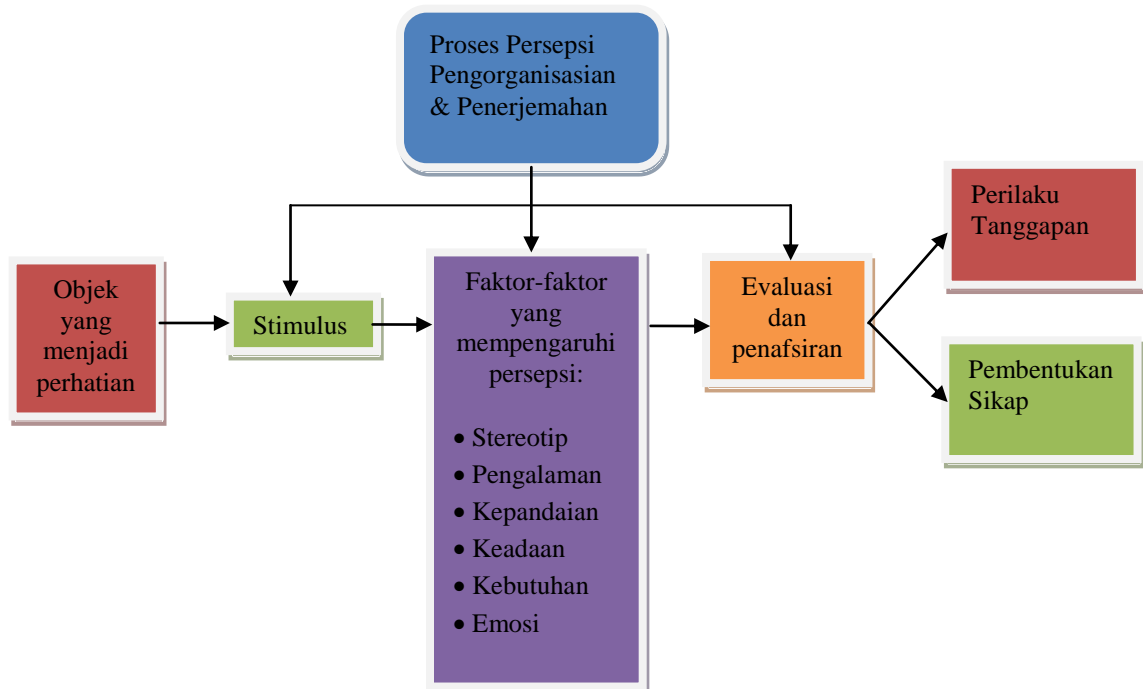 Proses Persepsi
Pengorganisasian
& Penerjemahan
Objek
yang
menjadi
perhatian
Stimulus
Faktor-faktor
yang
mempengaruhi
persepsi:
• Stereotip
• Pengalaman
• Kepandaian
• Keadaan
• Kebutuhan
• Emosi
Evaluasi
dan
penafsiran
Perilaku
Tanggapan
Pembentukan
Sikap